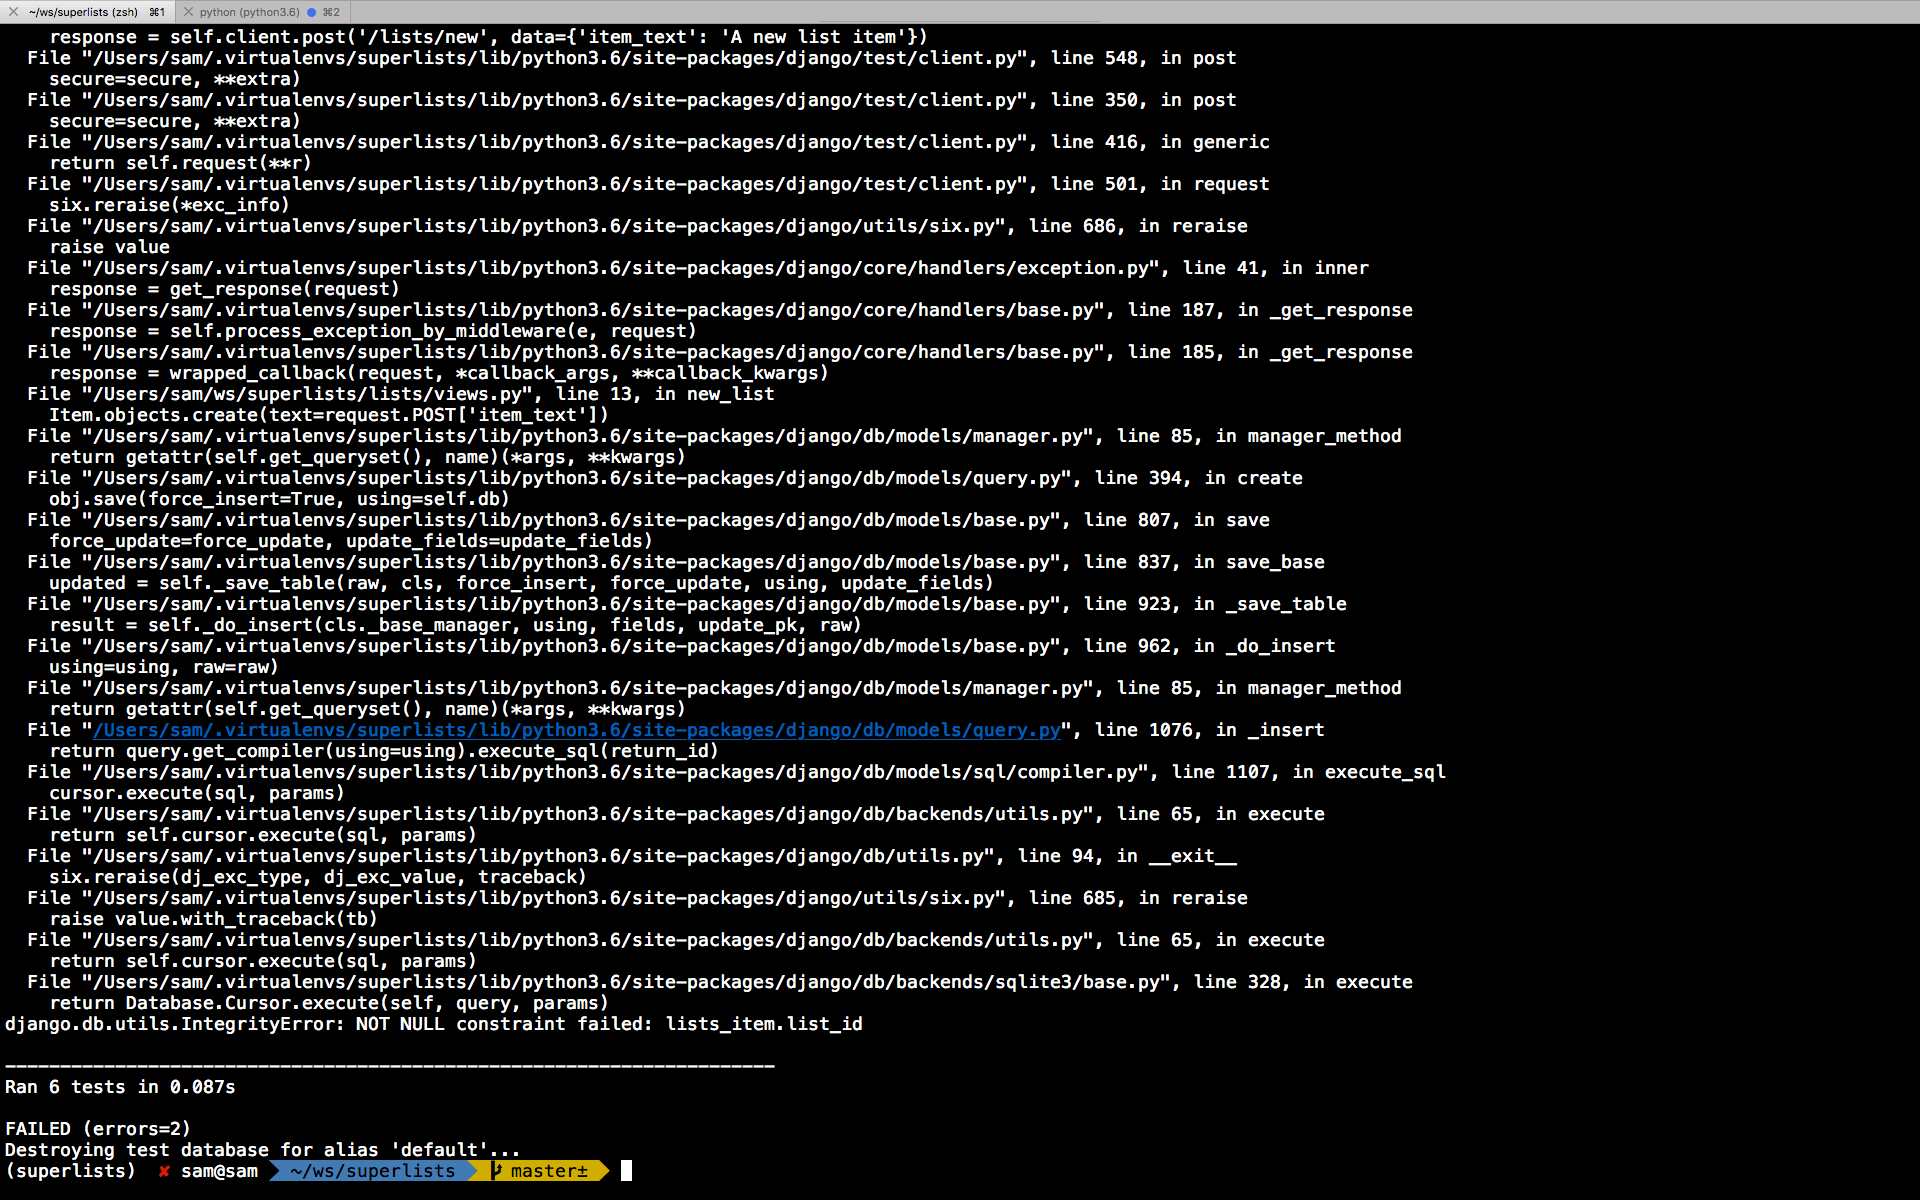 ~/ws/superlists (zsh) ⌘1 python (python3.6) ⌘2
response = self.client.post('/lists/new', data={'item_text': 'A new list item'})
File "/Users/sam/.virtualenvs/superlists/lib/python3.6/site-packages/django/test/client.py", line 548, in post
secure=secure, **extra)
File "/Users/sam/.virtualenvs/superlists/lib/python3.6/site-packages/django/test/client.py", line 350, in post
secure=secure, **extra)
File "/Users/sam/.virtualenvs/superlists/lib/python3.6/site-packages/django/test/client.py", line 416, in generic
return self.request(**r)
File "/Users/sam/.virtualenvs/superlists/lib/python3.6/site-packages/django/test/client.py", line 501, in request
six.reraise(*exc_info)
File "/Users/sam/.virtualenvs/superlists/lib/python3.6/site-packages/django/utils/six.py", line 686, in reraise
raise value
File "/Users/sam/.virtualenvs/superlists/lib/python3.6/site-packages/django/core/handlers/exception.py", line 41, in inner
response = get_response(request)
File "/Users/sam/.virtualenvs/superlists/lib/python3.6/site-packages/django/core/handlers/base.py", line 187, in _get_response
response = self.process_exception_by_middleware(e, request)
File "/Users/sam/.virtualenvs/superlists/lib/python3.6/site-packages/django/core/handlers/base.py", line 185, in _get_response
response = wrapped_callback(request, *callback_args, **callback_kwargs)
File "/Users/sam/ws/superlists/lists/views.py", line 13, in new_list
Item.objects.create(text=request.POST['item_text'])
File "/Users/sam/.virtualenvs/superlists/lib/python3.6/site-packages/django/db/models/manager.py", line 85, in manager_method
return getattr(self.get_queryset(), name)(*args, **kwargs)
File "/Users/sam/.virtualenvs/superlists/lib/python3.6/site-packages/django/db/models/query.py", line 394, in create
obj.save(force_insert=True, using=self.db)
File "/Users/sam/.virtualenvs/superlists/lib/python3.6/site-packages/django/db/models/base.py", line 807, in save
force_update=force_update, update_fields=update_fields)
File "/Users/sam/.virtualenvs/superlists/lib/python3.6/site-packages/django/db/models/base.py", line 837, in save_base
updated = self._save_table(raw, cls, force_insert, force_update, using, update_fields)
File "/Users/sam/.virtualenvs/superlists/lib/python3.6/site-packages/django/db/models/base.py", line 923, in _save_table
result = self._do_insert(cls._base_manager, using, fields, update_pk, raw)
File "/Users/sam/.virtualenvs/superlists/lib/python3.6/site-packages/django/db/models/base.py", line 962, in _do_insert
using=using, raw=raw)
File "/Users/sam/.virtualenvs/superlists/lib/python3.6/site-packages/django/db/models/manager.py", line 85, in manager_method
return getattr(self.get_queryset(), name)(*args, **kwargs)
File "/Users/sam/.virtualenvs/superlists/lib/python3.6/site-packages/django/db/models/query.py", line 1076, in _insert
return query.get_compiler(using=using).execute_sql(return_id)
File "/Users/sam/.virtualenvs/superlists/lib/python3.6/site-packages/django/db/models/sql/compiler.py", line 1107, in execute_sql
cursor.execute(sql, params)
File "/Users/sam/.virtualenvs/superlists/lib/python3.6/site-packages/django/db/backends/utils.py", line 65, in execute
return self.cursor.execute(sql, params)
File "/Users/sam/.virtualenvs/superlists/lib/python3.6/site-packages/django/db/utils.py", line 94, in __exit__
six.reraise(dj_exc_type, dj_exc_value, traceback)
File "/Users/sam/.virtualenvs/superlists/lib/python3.6/site-packages/django/utils/six.py", line 685, in reraise
raise value.with_traceback(tb)
File "/Users/sam/.virtualenvs/superlists/lib/python3.6/site-packages/django/db/backends/utils.py", line 65, in execute
return self.cursor.execute(sql, params)
File "/Users/sam/.virtualenvs/superlists/lib/python3.6/site-packages/django/db/backends/sqlite3/base.py", line 328, in execute
return Database.Cursor.execute(self, query, params)
django.db.utils.IntegrityError: NOT NULL constraint failed: lists_item.list_id
----------------------------------------------------------------------
Ran 6 tests in 0.087s
FAILED (errors=2)
Destroying test database for alias 'default'...
(superlists) ✘ sam@sam ~/ws/superlists master±